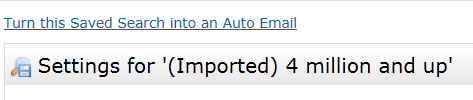 Turn this Saved Search into an Auto Email
Settings for '(Imported) 4 million and up'